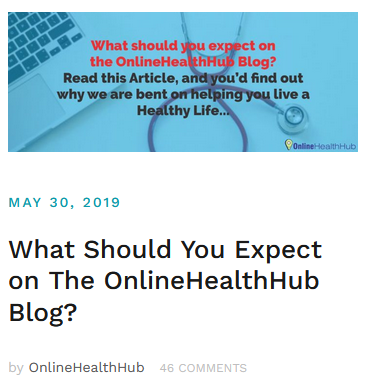 What should you expect on
the OnlineHealthHub Blog?
Read this Article, and you'd find out
why we are bent on helping you live a
Healthy Life...
OnlineHealthHub
MAY 30, 2019
What Should You Expect
on The OnlineHealthHub
Blog?
by OnlineHealthHub 46 COMMENTS